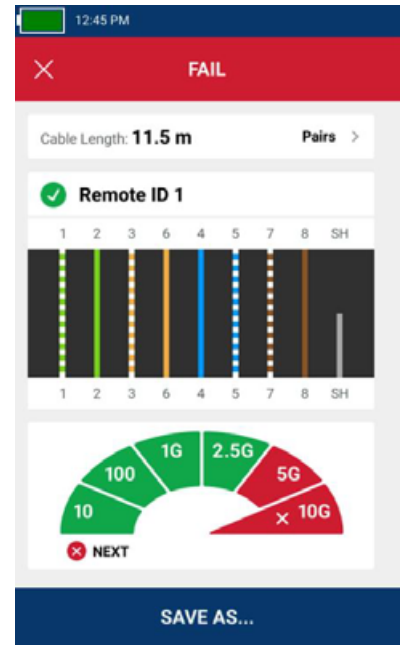 12:45 PM
FAIL
Cable Length: 11.5 m Pairs >
Remote ID 1
1 2 3 6 4 5 7 8 SH
1 2 3 6 4 5 7 8 SH
10 100 1G 2.5G 5G 10G
NEXT
SAVE AS...